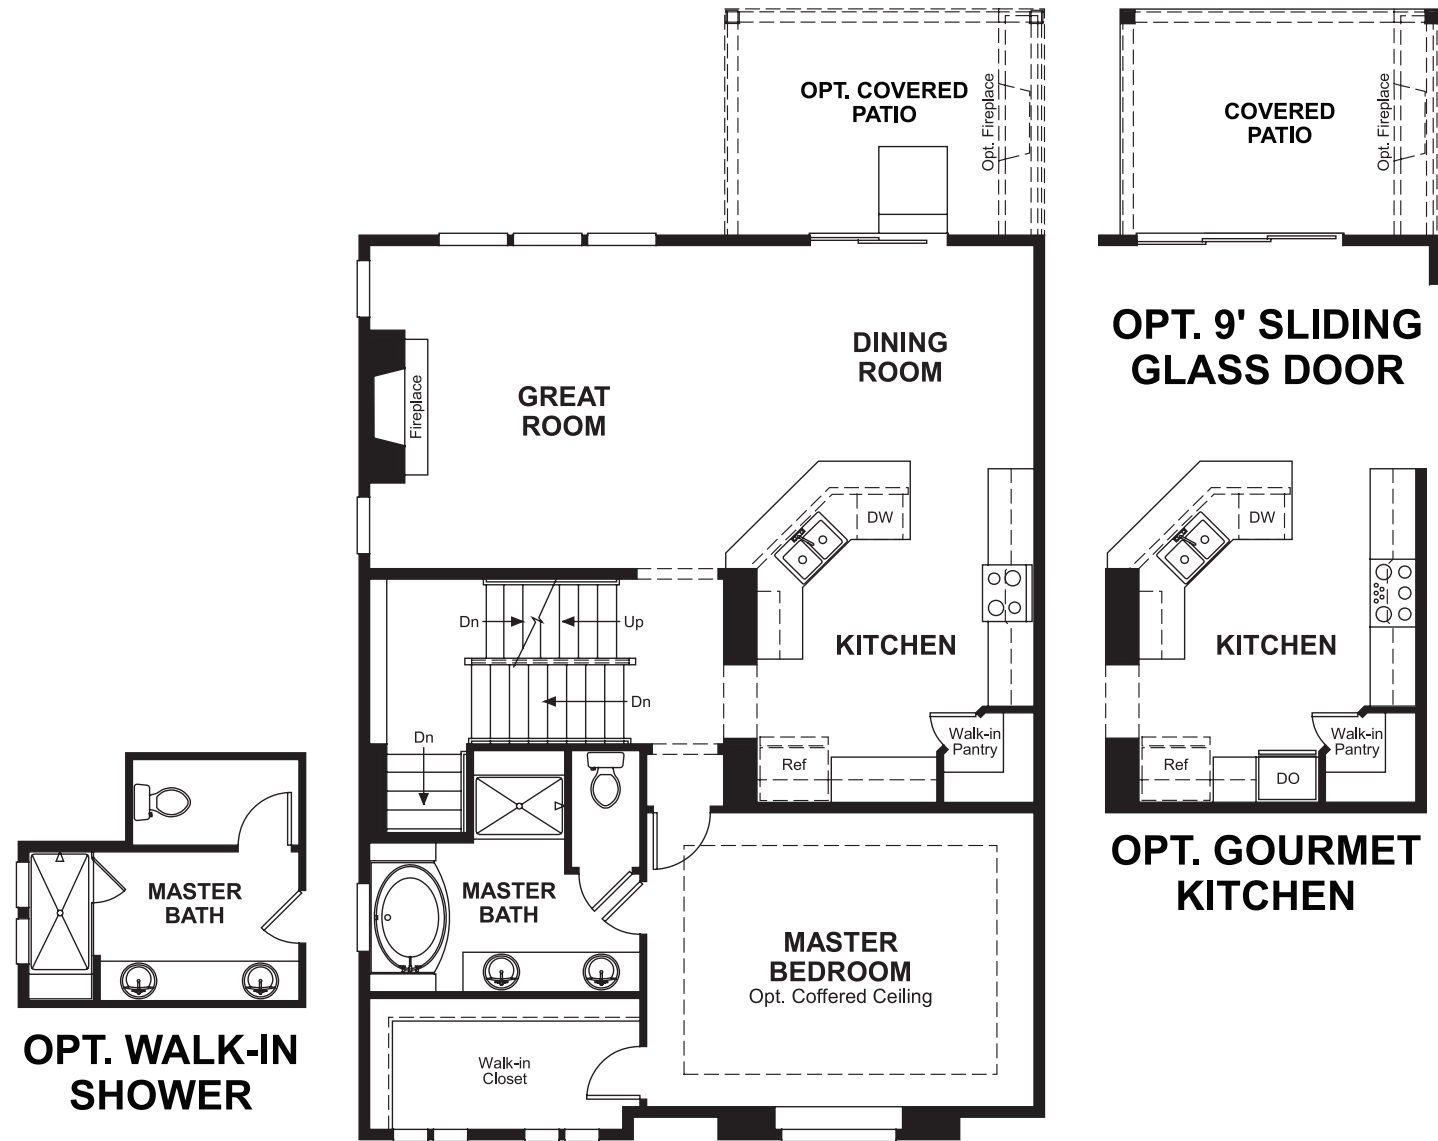 OPT. COVERED
PATIO
Opt. Fireplace
COVERED
PATIO
Opt. Fireplace
OPT. 9' SLIDING
GLASS DOOR
DINING
ROOM
GREAT
ROOM
Fireplace
DW
KITCHEN
Dn
Up
Dn
Dn
Walk-in
Pantry
Ref
DW
KITCHEN
Walk-in
Pantry
Ref
DO
OPT. GOURMET
KITCHEN
MASTER
BATH
OPT. WALK-IN
SHOWER
MASTER
BATH
MASTER
BEDROOM
Opt. Coffered Ceiling
Walk-in
Closet